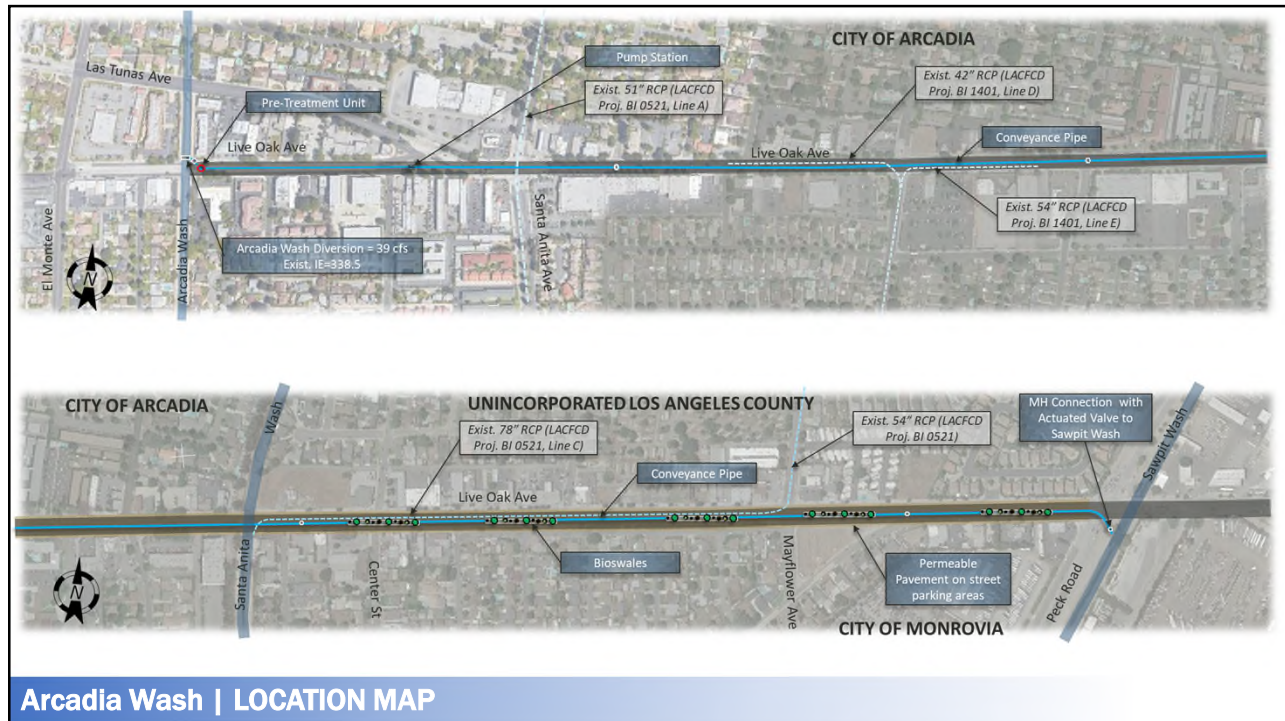 CITY OF ARCADIA
Las Tunas Ave
Pump Station
Exist. 51” RCP (LACFCD
Proj. BI 0521, Line A)
Exist. 42” RCP (LACFCD
Proj. BI 1401, Line D)
Pre-Treatment Unit
Live Oak Ave
Live Oak Ave
Conveyance Pipe
Exist. 54” RCP (LACFCD
Proj. BI 1401, Line E)
El Monte Ave
Arcadia Wash
Arcadia Wash Diversion = 39 cfs
Exist. IE=338.5
Santa Anita Ave
N
CITY OF ARCADIA
UNINCORPORATED LOS ANGELES COUNTY
MH Connection with
Actuated Valve to
Sawpit Wash
Wash
Exist. 78” RCP (LACFCD
Proj. BI 0521, Line C)
Exist. 54” RCP (LACFCD
Proj. BI 0521)
Sawpit Wash
Conveyance Pipe
Live Oak Ave
Santa Anita
Center St
Bioswales
Mayflower Ave
Permeable
Pavement on street
parking areas
Peck Road
N
CITY OF MONROVIA
Arcadia Wash | LOCATION MAP